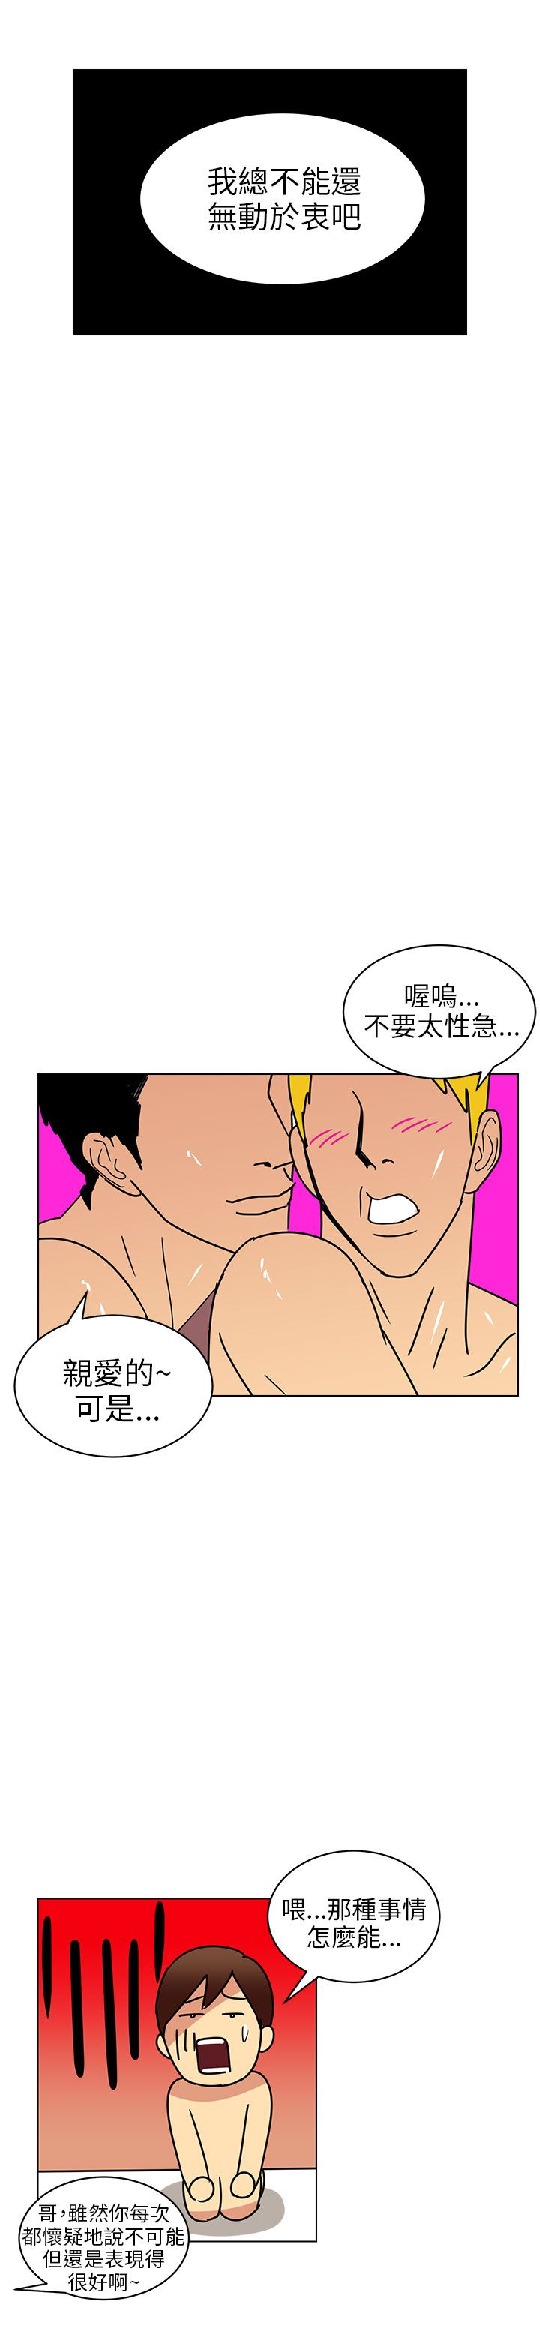 我總不能還
無動於衷吧
喔嗚...
不要太性急...
親愛的~
可是...
喂...那種事情
怎麼能...
哥，雖然你每次
都懷疑地說不可能
但還是表現得
很好啊~